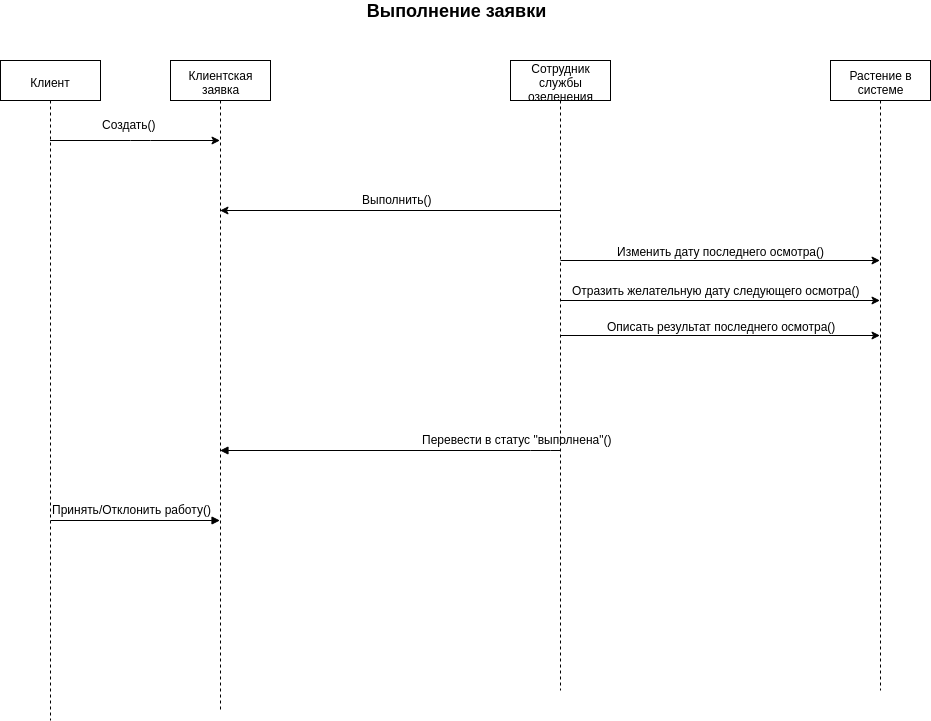 Выполнение заявки
Клиент
Клиентская
заявка
Сотрудник
службы
озеленения
Растение в
системе
Создать()
Выполнить()
Изменить дату последнего осмотра()
Отразить желательную дату следующего осмотра()
Описать результат последнего осмотра()
Перевести в статус "выполнена"()
Принять/Отклонить работу()